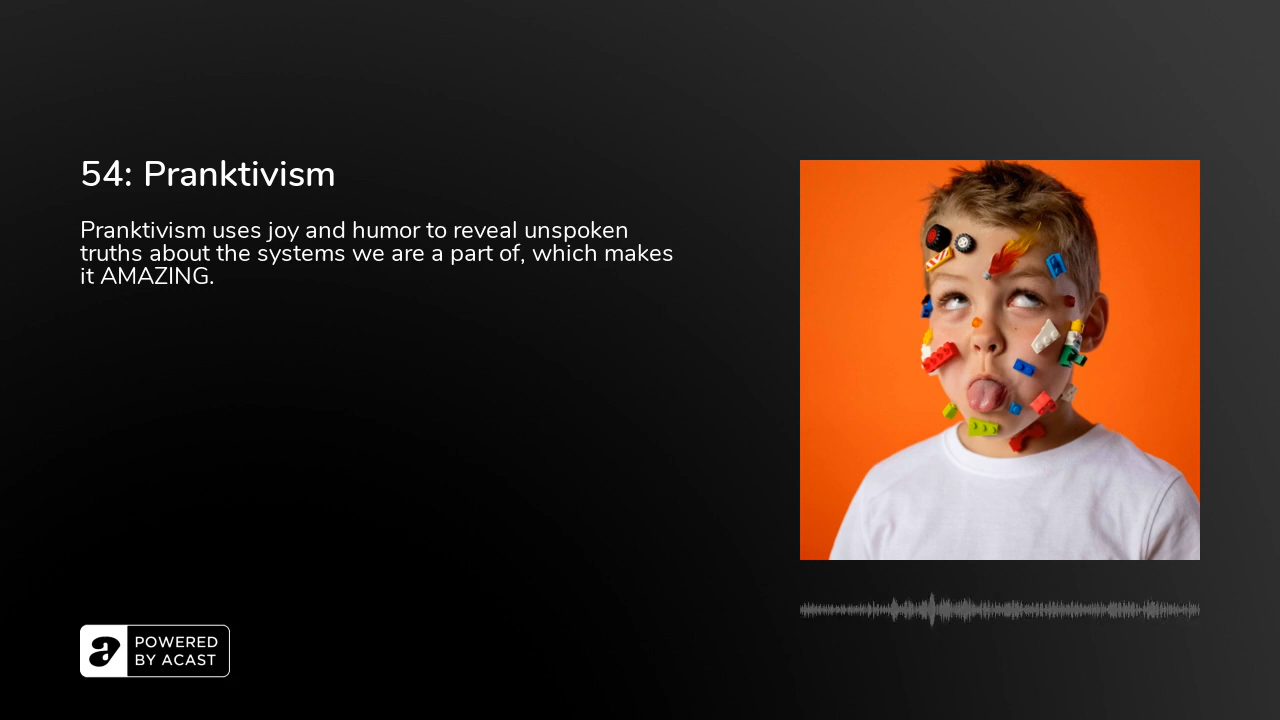 54: Pranktivism
Pranktivism uses joy and humor to reveal unspoken
truths about the systems we are a part of, which makes
it AMAZING.
POWERED
BY ACAST